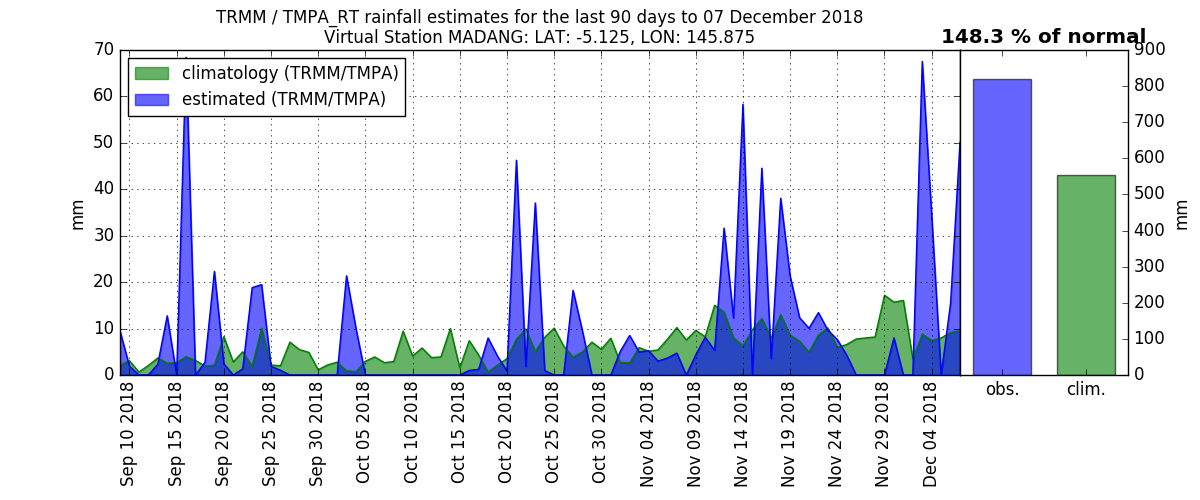 TRMM / TMPA_RT rainfall estimates for the last 90 days to 07 December 2018
Virtual Station MADANG: LAT: -5.125, LON: 145.875
148.3 % of normal
climatology (TRMM/TMPA)
estimated (TRMM/TMPA)
70
60
50
40
30
20
10
0
mm
900
800
700
600
500
400
300
200
100
0
mm
obs.
clim.
Sep 10 2018
Sep 15 2018
Sep 20 2018
Sep 25 2018
Sep 30 2018
Oct 05 2018
Oct 10 2018
Oct 15 2018
Oct 20 2018
Oct 25 2018
Oct 30 2018
Nov 04 2018
Nov 09 2018
Nov 14 2018
Nov 19 2018
Nov 24 2018
Nov 29 2018
Dec 04 2018